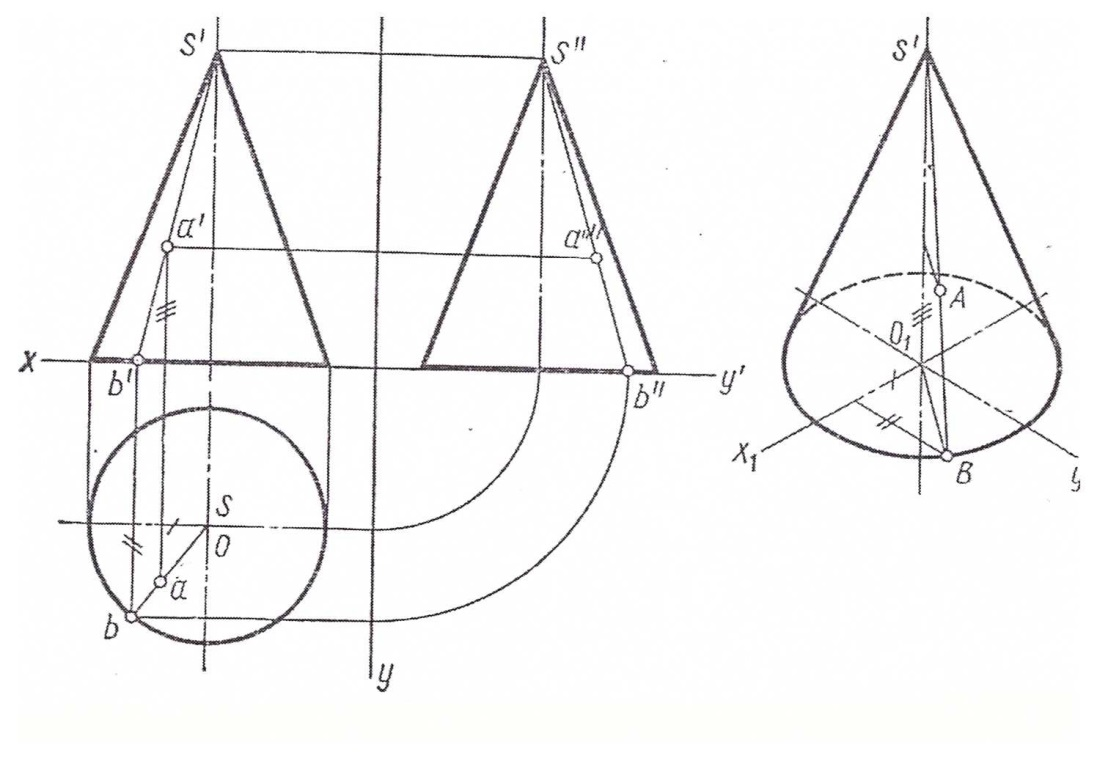 s' s" s'
a' a"''
A
O₁
x b' b" y'
x₁ B y
s
o
a
b
y